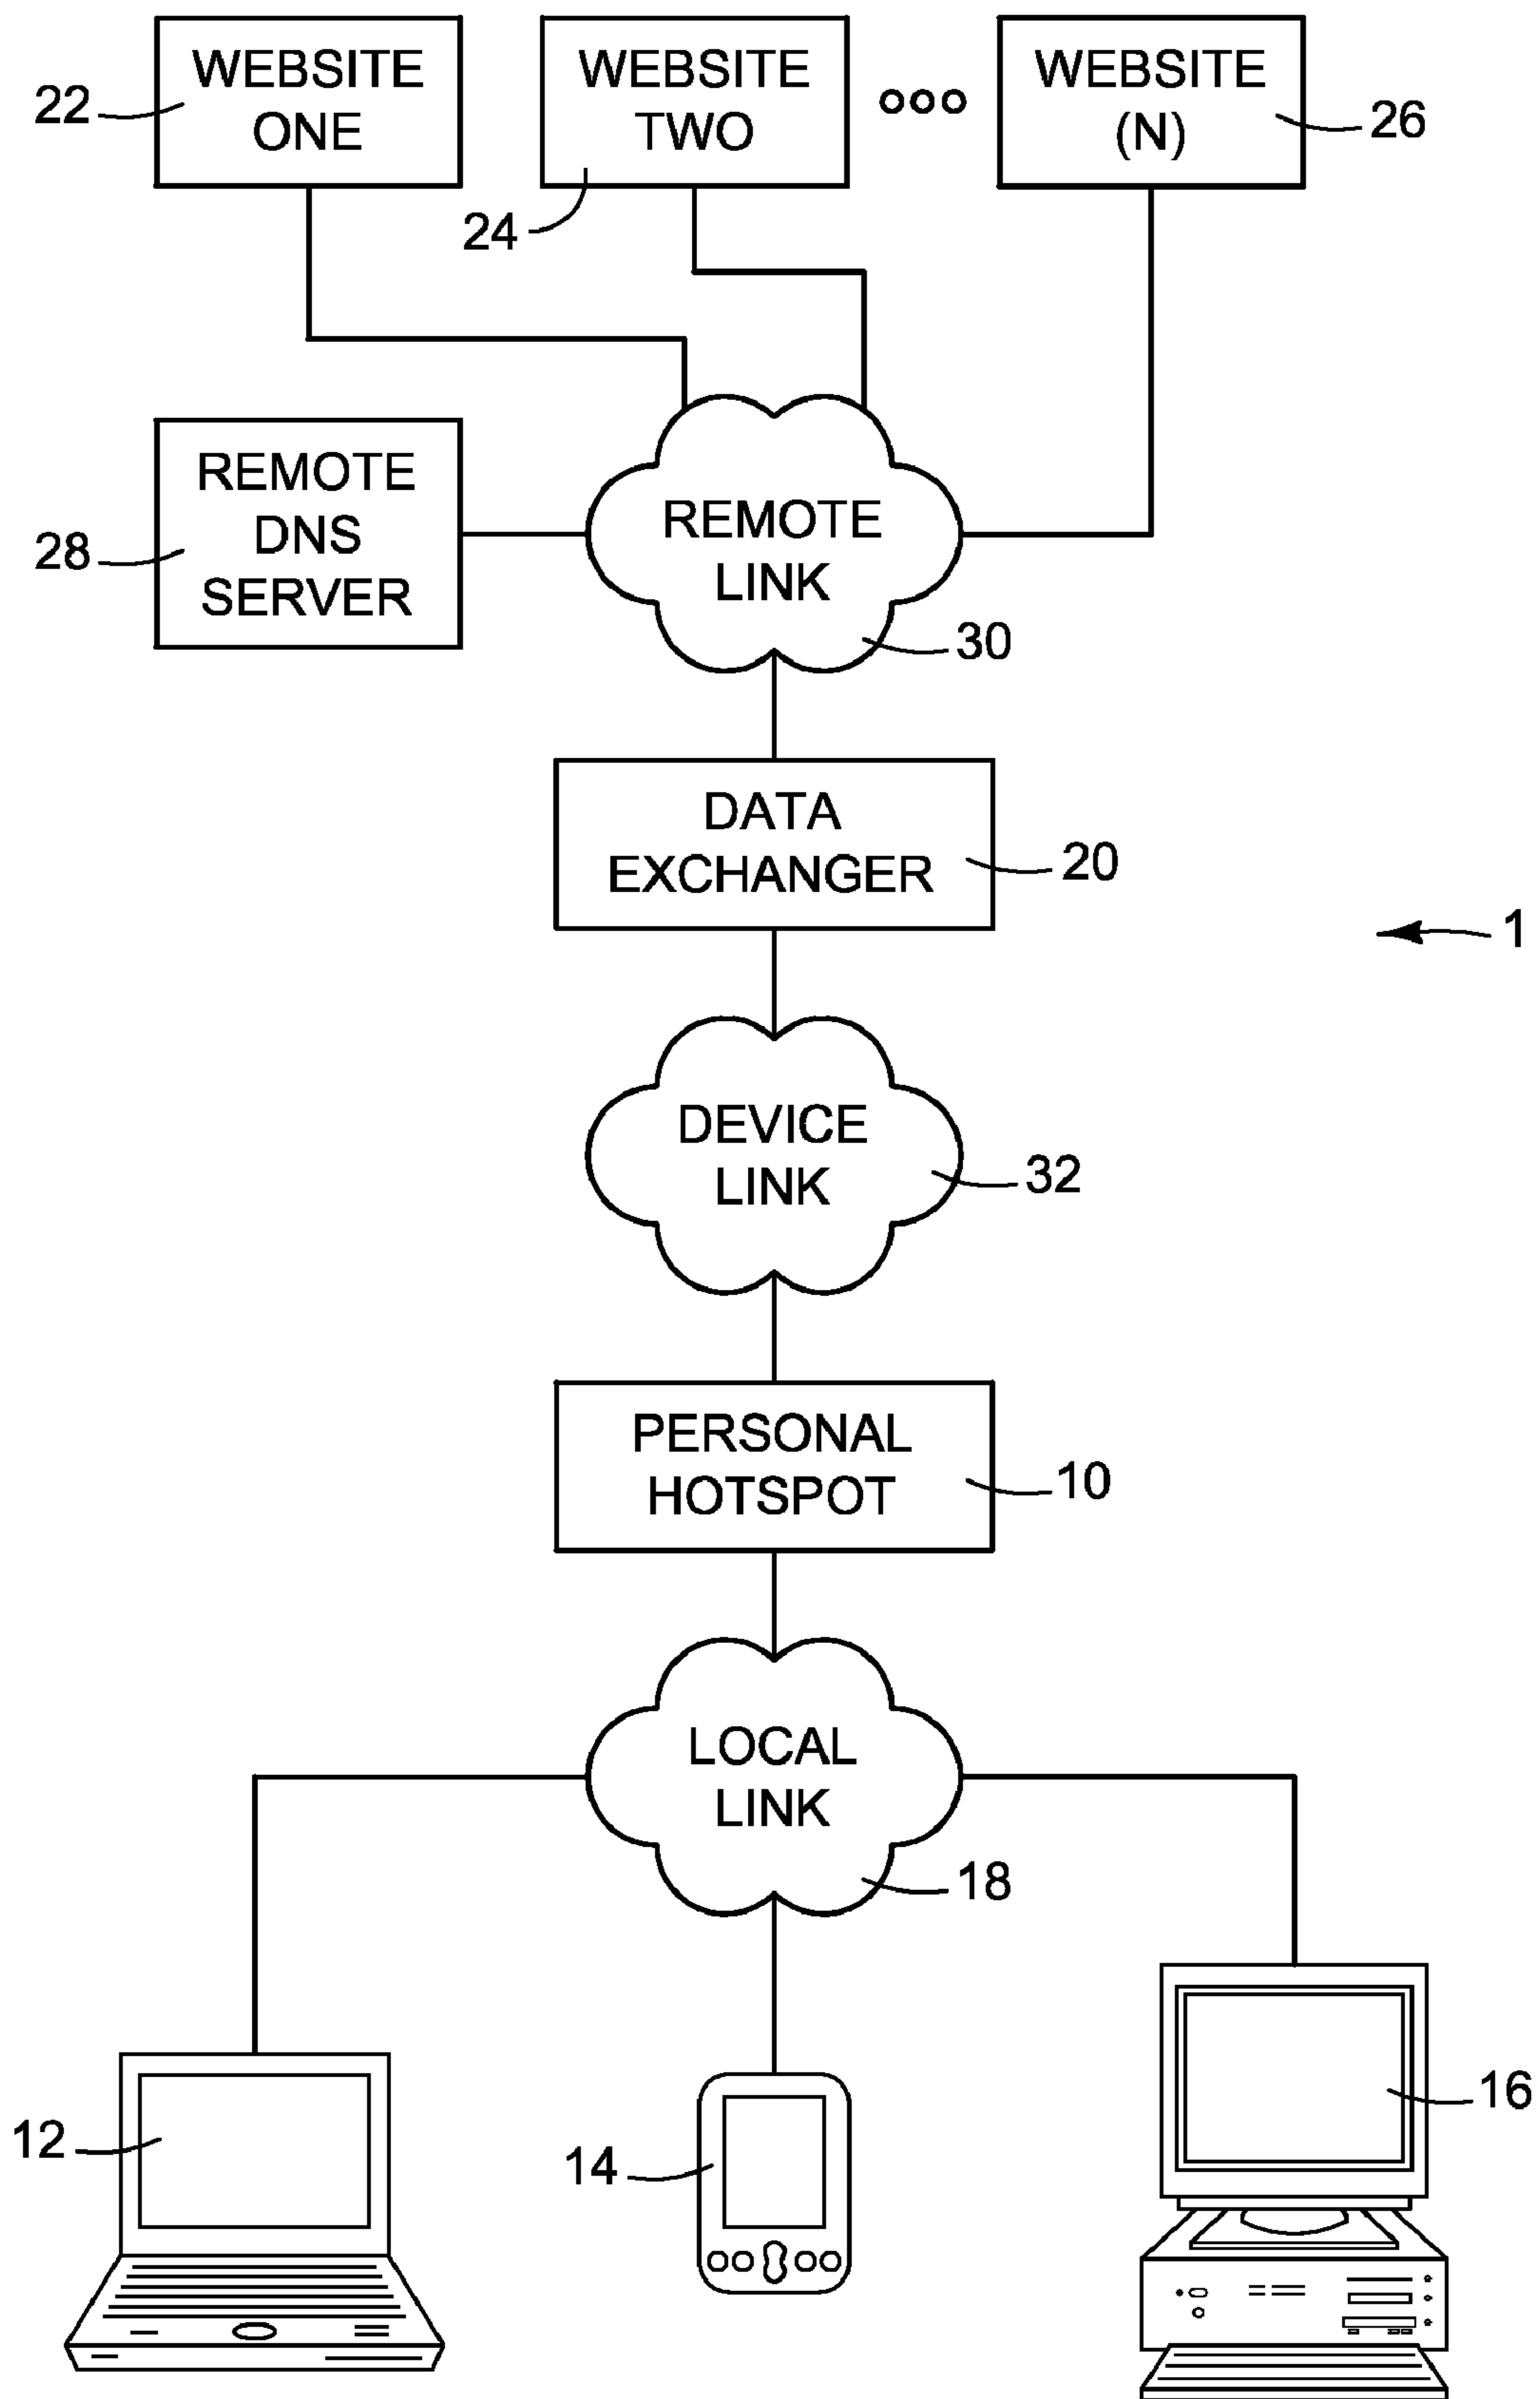 WEBSITE
ONE
WEBSITE
TWO
WEBSITE
(N)
22
24
26
REMOTE
DNS
SERVER
28
REMOTE
LINK
30
DATA
EXCHANGER
20
1
DEVICE
LINK
32
PERSONAL
HOTSPOT
10
LOCAL
LINK
18
12
14
16